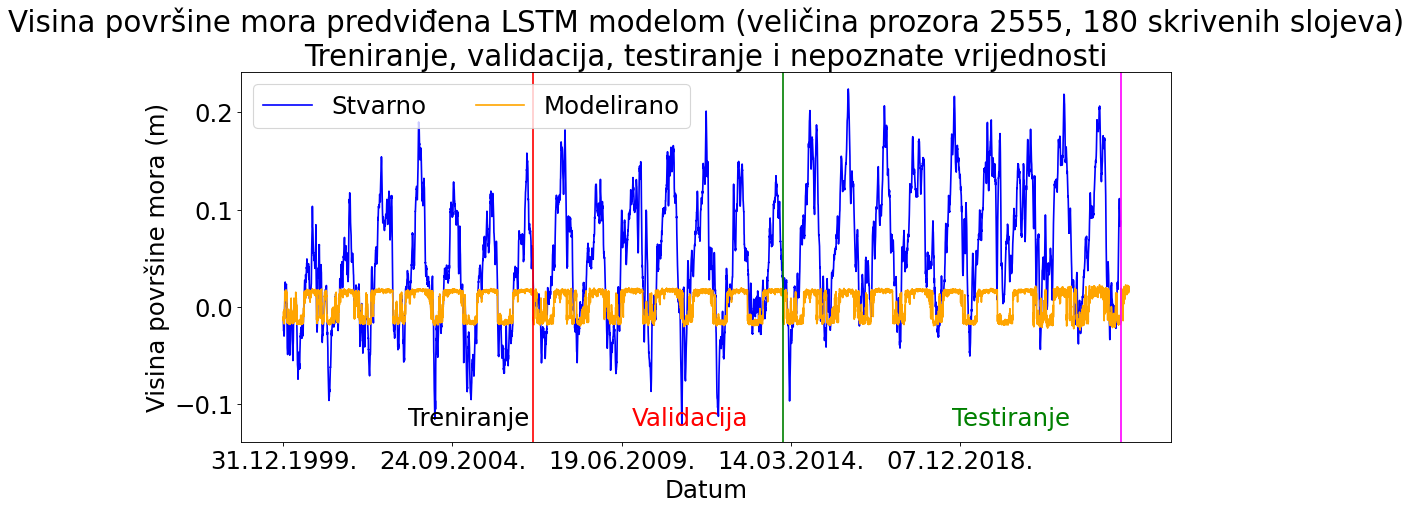 Visina površine mora predviđena LSTM modelom (veličina prozora 2555, 180 skrivenih slojeva)
Treniranje, validacija, testiranje i nepoznate vrijednosti
Stvarno
Modelirano
Visina površine mora (m)
0.2
0.1
0.0
−0.1
Treniranje
Validacija
Testiranje
31.12.1999.
24.09.2004.
19.06.2009.
14.03.2014.
07.12.2018.
Datum